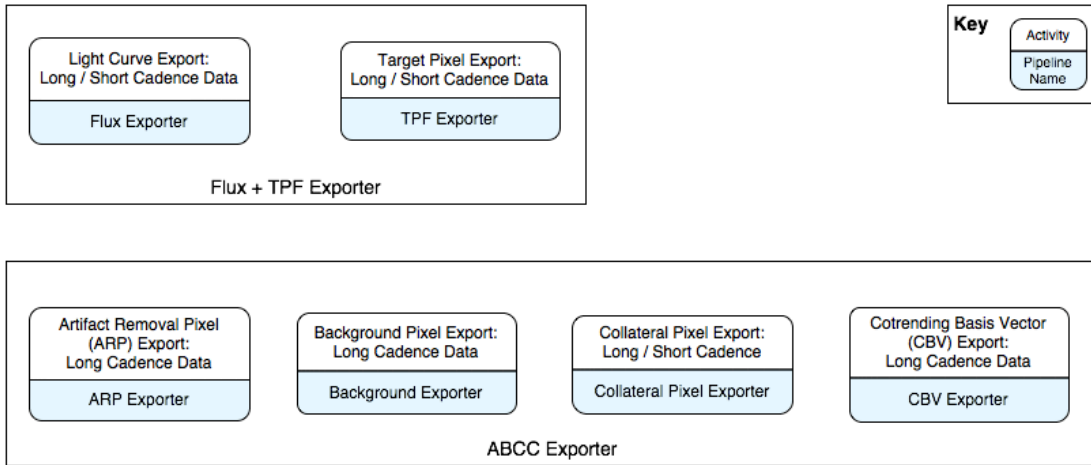 Light Curve Export:
Long / Short Cadence Data
Flux Exporter
Target Pixel Export:
Long / Short Cadence Data
TPF Exporter
Flux + TPF Exporter
Key
Activity
Pipeline
Name
Artifact Removal Pixel
(ARP) Export:
Long Cadence Data
ARP Exporter
Background Pixel Export:
Long Cadence Data
Background Exporter
Collateral Pixel Export:
Long / Short Cadence
Collateral Pixel Exporter
Cotrending Basis Vector
(CBV) Export:
Long Cadence Data
CBV Exporter
ABCC Exporter